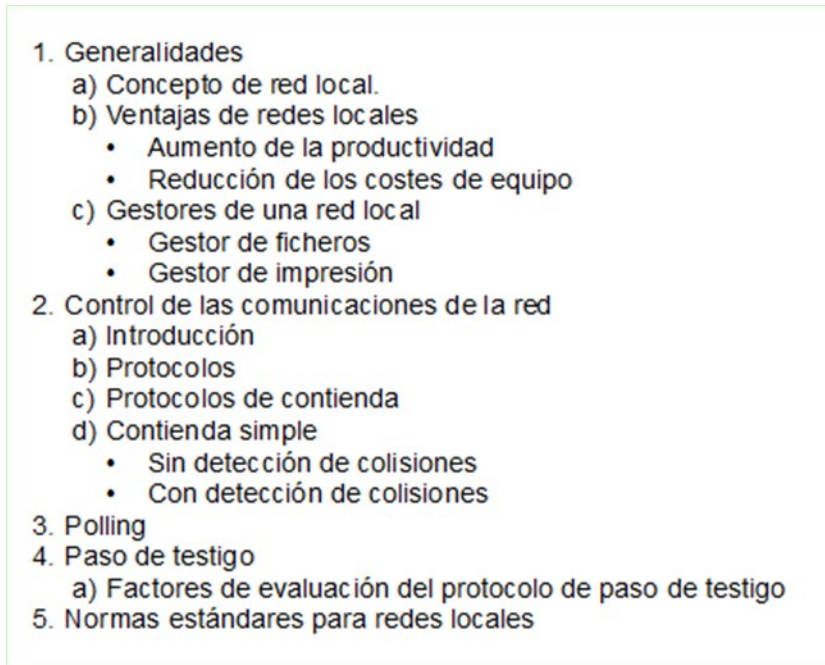 1. Generalidades
a) Concepto de red local.
b) Ventajas de redes locales
• Aumento de la productividad
• Reducción de los costes de equipo
c) Gestores de una red local
• Gestor de ficheros
• Gestor de impresión
2. Control de las comunicaciones de la red
a) Introducción
b) Protocolos
c) Protocolos de contienda
d) Contienda simple
• Sin detección de colisiones
• Con detección de colisiones
3. Polling
4. Paso de testigo
a) Factores de evaluación del protocolo de paso de testigo
5. Normas estándares para redes locales